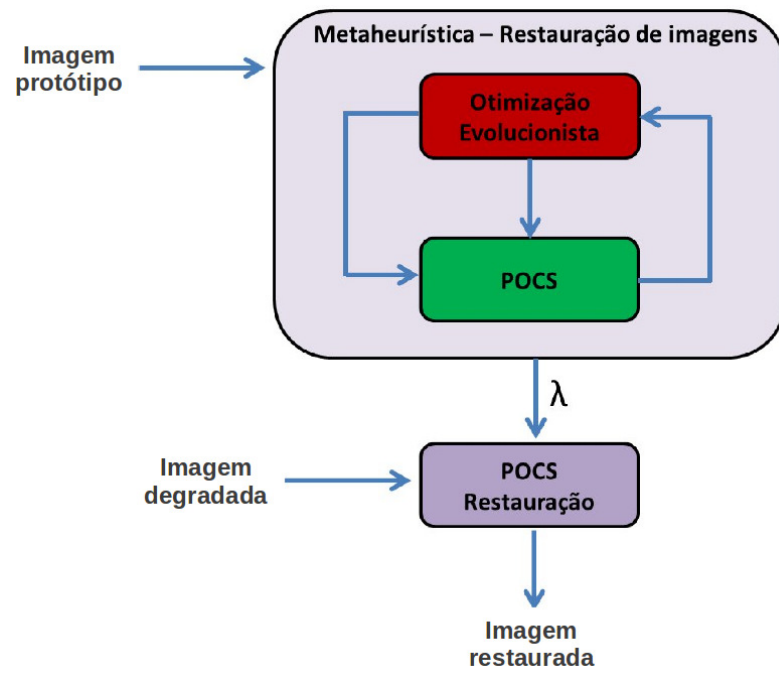 Imagem
protótipo
Metaheurística – Restauração de imagens
Otimização
Evolucionista
POCS
λ
Imagem
degradada
POCS
Restauração
Imagem
restaurada